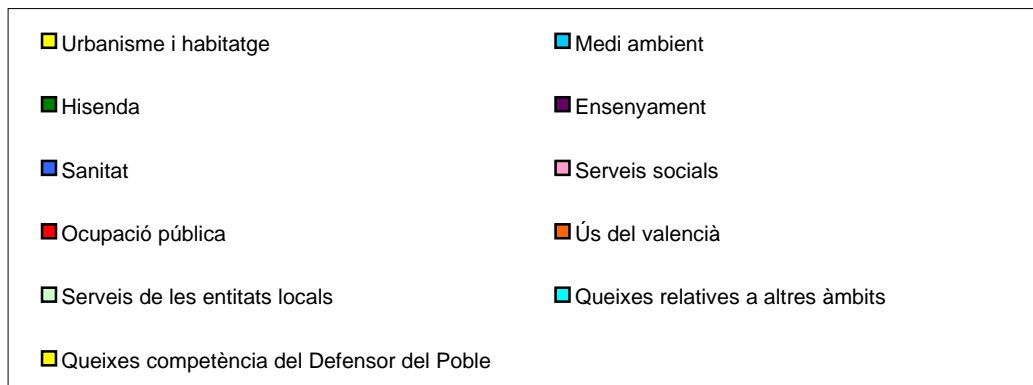 Urbanisme i habitatge
Medi ambient
Hisenda
Ensenyament
Sanitat
Serveis socials
Ocupació pública
Ús del valencià
Serveis de les entitats locals
Queixes relatives a altres àmbits
Queixes competència del Defensor del Poble